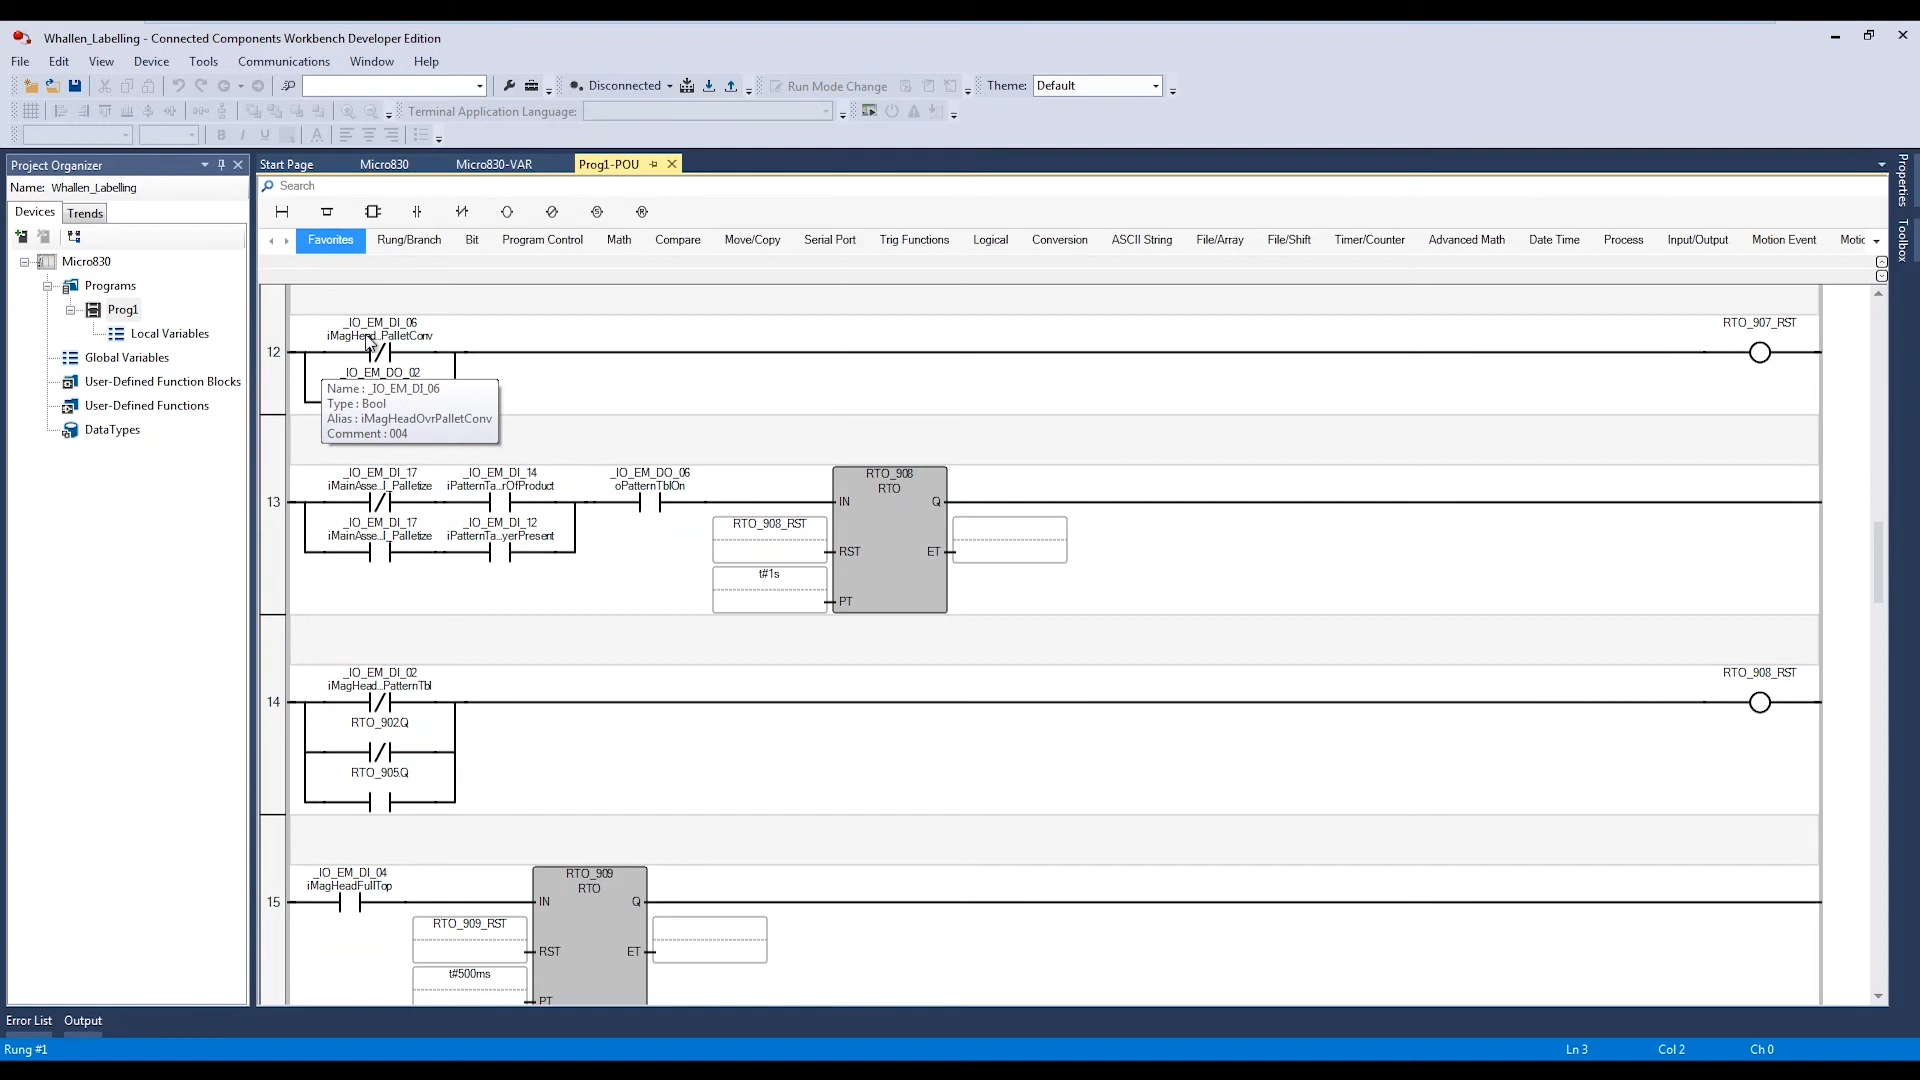 Whallen_Labelling - Connected Components Workbench Developer Edition
File Edit View Device Tools Communications Window Help
Disconnected Run Mode Change Theme: Default
Terminal Application Language:
B I U A
Project Organizer
Name: Whallen_Labelling
Devices Trends
Micro830
Programs
Prog1
Local Variables
Global Variables
User-Defined Function Blocks
User-Defined Functions
DataTypes
Start Page Micro830 Micro830-VAR Prog1-POU
Search
Favorites Rung/Branch Bit Program Control Math Compare Move/Copy Serial Port Trig Functions Logical Conversion ASCII String File/Array File/Shift Timer/Counter Advanced Math Date Time Process Input/Output Motion Event Motic
Properties
Toolbox
12
_IO_EM_DI_06
iMagHead...PalletConv
RTO_907_RST
_IO_EM_DO_02
Name : _IO_EM_DI_06
Type : Bool
Alias : iMagHeadOvrPalletConv
Comment : 004
13
_IO_EM_DI_17 _IO_EM_DI_14 _IO_EM_DO_06
iMainAsse...I_Palletize iPatternTa...rOfProduct oPatternTblOn
_IO_EM_DI_17 _IO_EM_DI_12
iMainAsse...I_Palletize iPatternTa...yerPresent
RTO_908
RTO
IN Q
RTO_908_RST
RST ET
t#1s
PT
14
_IO_EM_DI_02
iMagHead...PatternTbl
RTO_908_RST
RTO_902.Q
RTO_905.Q
15
_IO_EM_DI_04
iMagHeadFullTop
RTO_909
RTO
IN Q
RTO_909_RST
RST ET
t#500ms
PT
Error List Output
Rung #1
Ln 3 Col 2 Ch 0